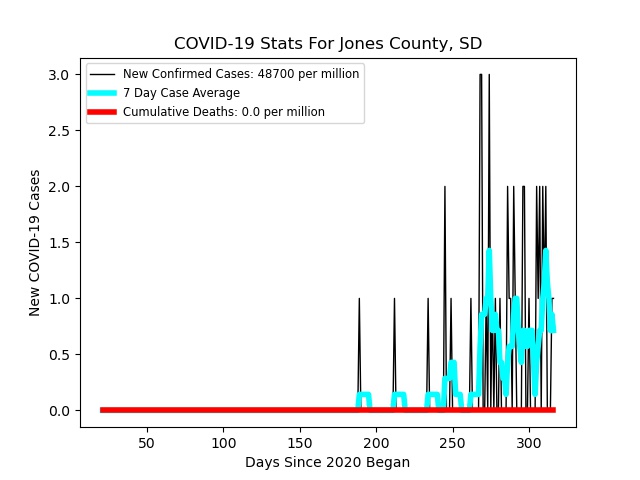 COVID-19 Stats For Jones County, SD
New Confirmed Cases: 48700 per million
7 Day Case Average
Cumulative Deaths: 0.0 per million
New COVID-19 Cases
3.0
2.5
2.0
1.5
1.0
0.5
0.0
50 100 150 200 250 300
Days Since 2020 Began